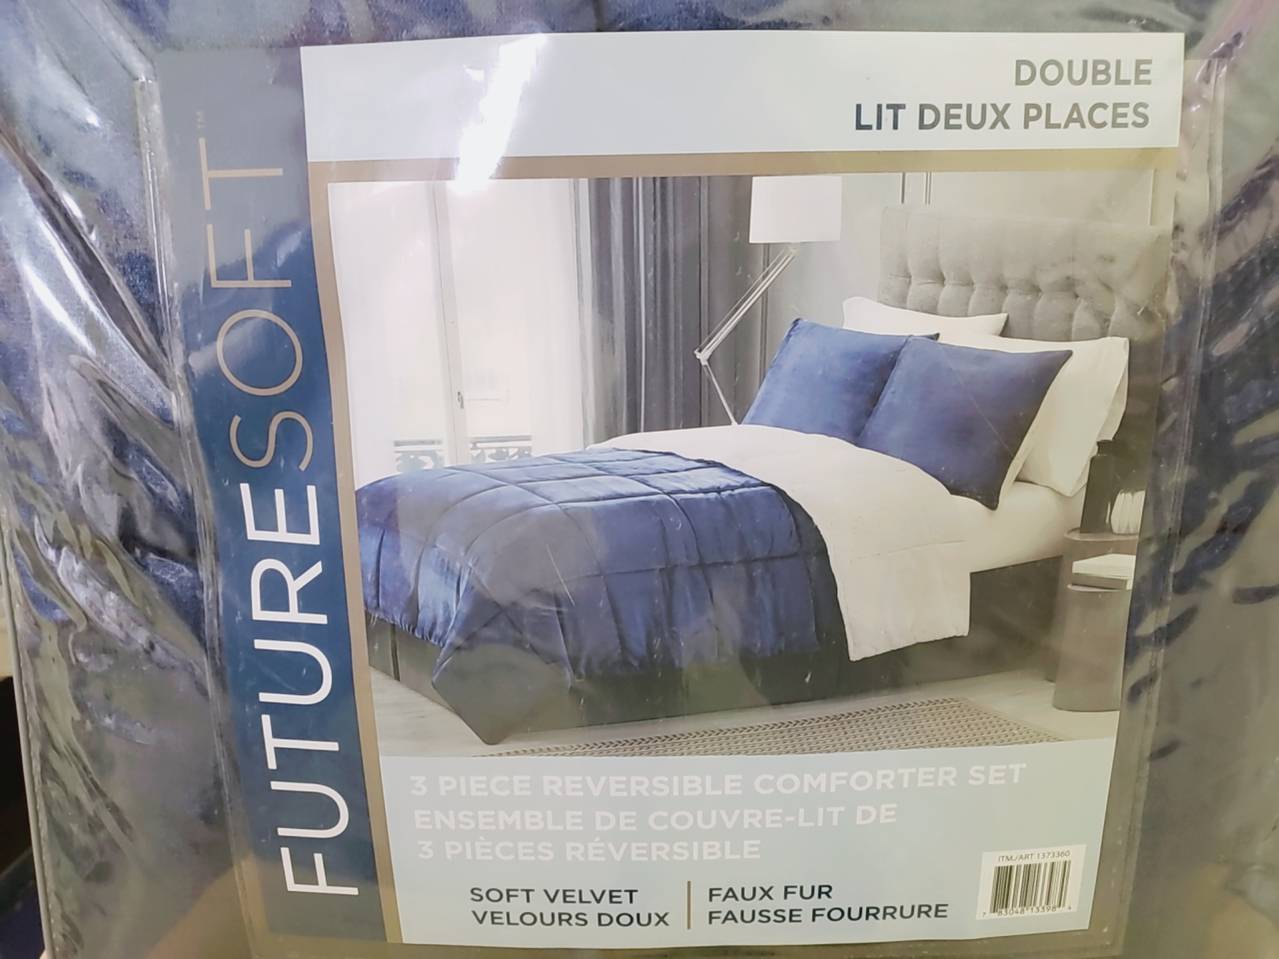 DOUBLE
LIT DEUX PLACES
FUTURESOFT™
3 PIECE REVERSIBLE COMFORTER SET
ENSEMBLE DE COUVRE-LIT DE
3 PIÈCES RÉVERSIBLE
SOFT VELVET
VELOURS DOUX
FAUX FUR
FAUSSE FOURRURE
ITM./ART 1373360